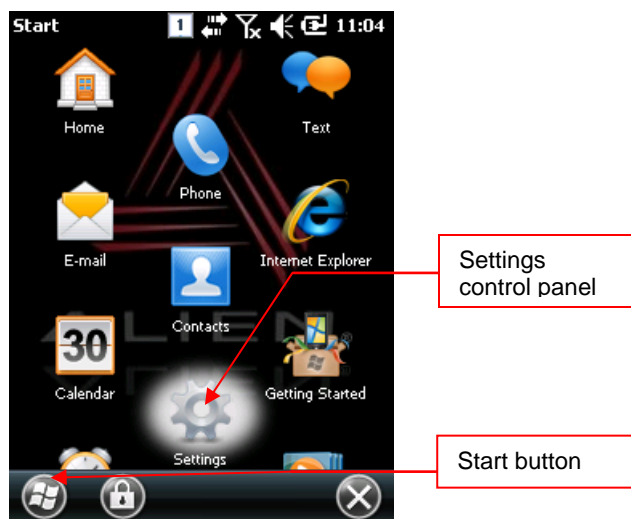 Start 1 11:04
Home
Text
Phone
E-mail
Internet Explorer
Contacts
30
Calendar
Getting Started
Settings
ALIEN
Settings
control panel
Start button